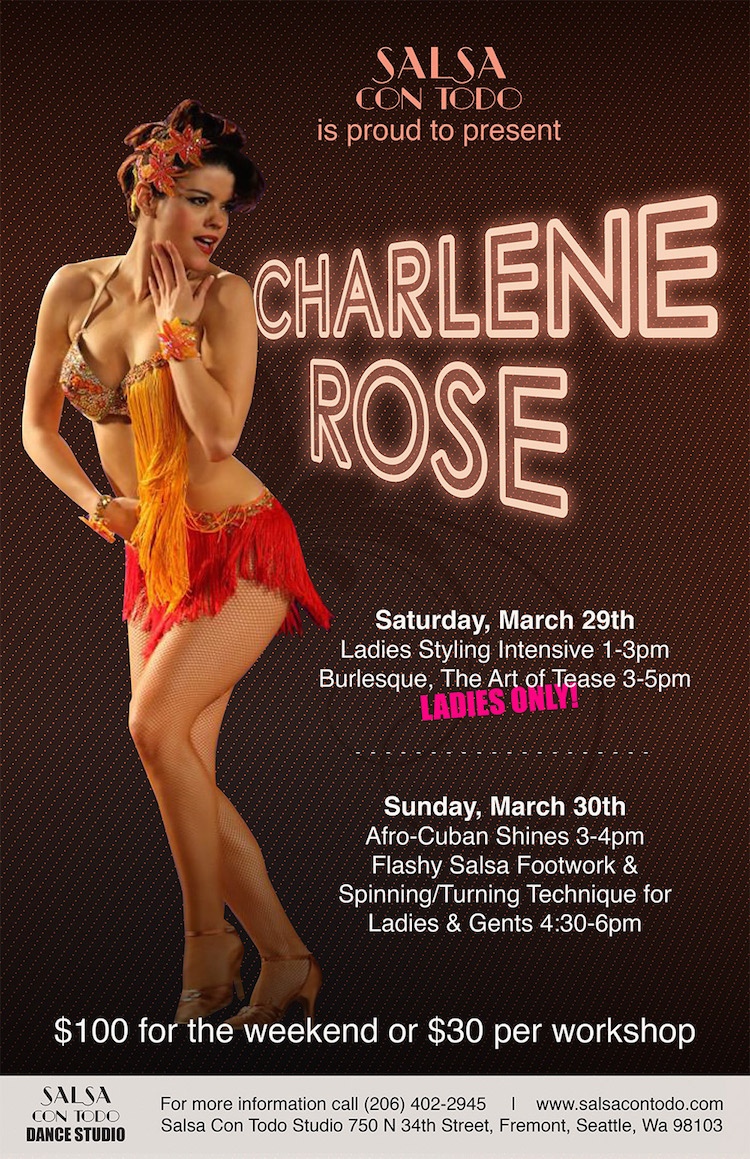 SALSA
CON TODO
is proud to present
CHARLENE
ROSE
Saturday, March 29th
Ladies Styling Intensive 1-3pm
Burlesque, The Art of Tease 3-5pm
LADIES ONLY!
Sunday, March 30th
Afro-Cuban Shines 3-4pm
Flashy Salsa Footwork &
Spinning/Turning Technique for
Ladies & Gents 4:30-6pm
$100 for the weekend or $30 per workshop
SALSA
CON TODO
DANCE STUDIO
For more information call (206) 402-2945 | www.salsacontodo.com
Salsa Con Todo Studio 750 N 34th Street, Fremont, Seattle, Wa 98103